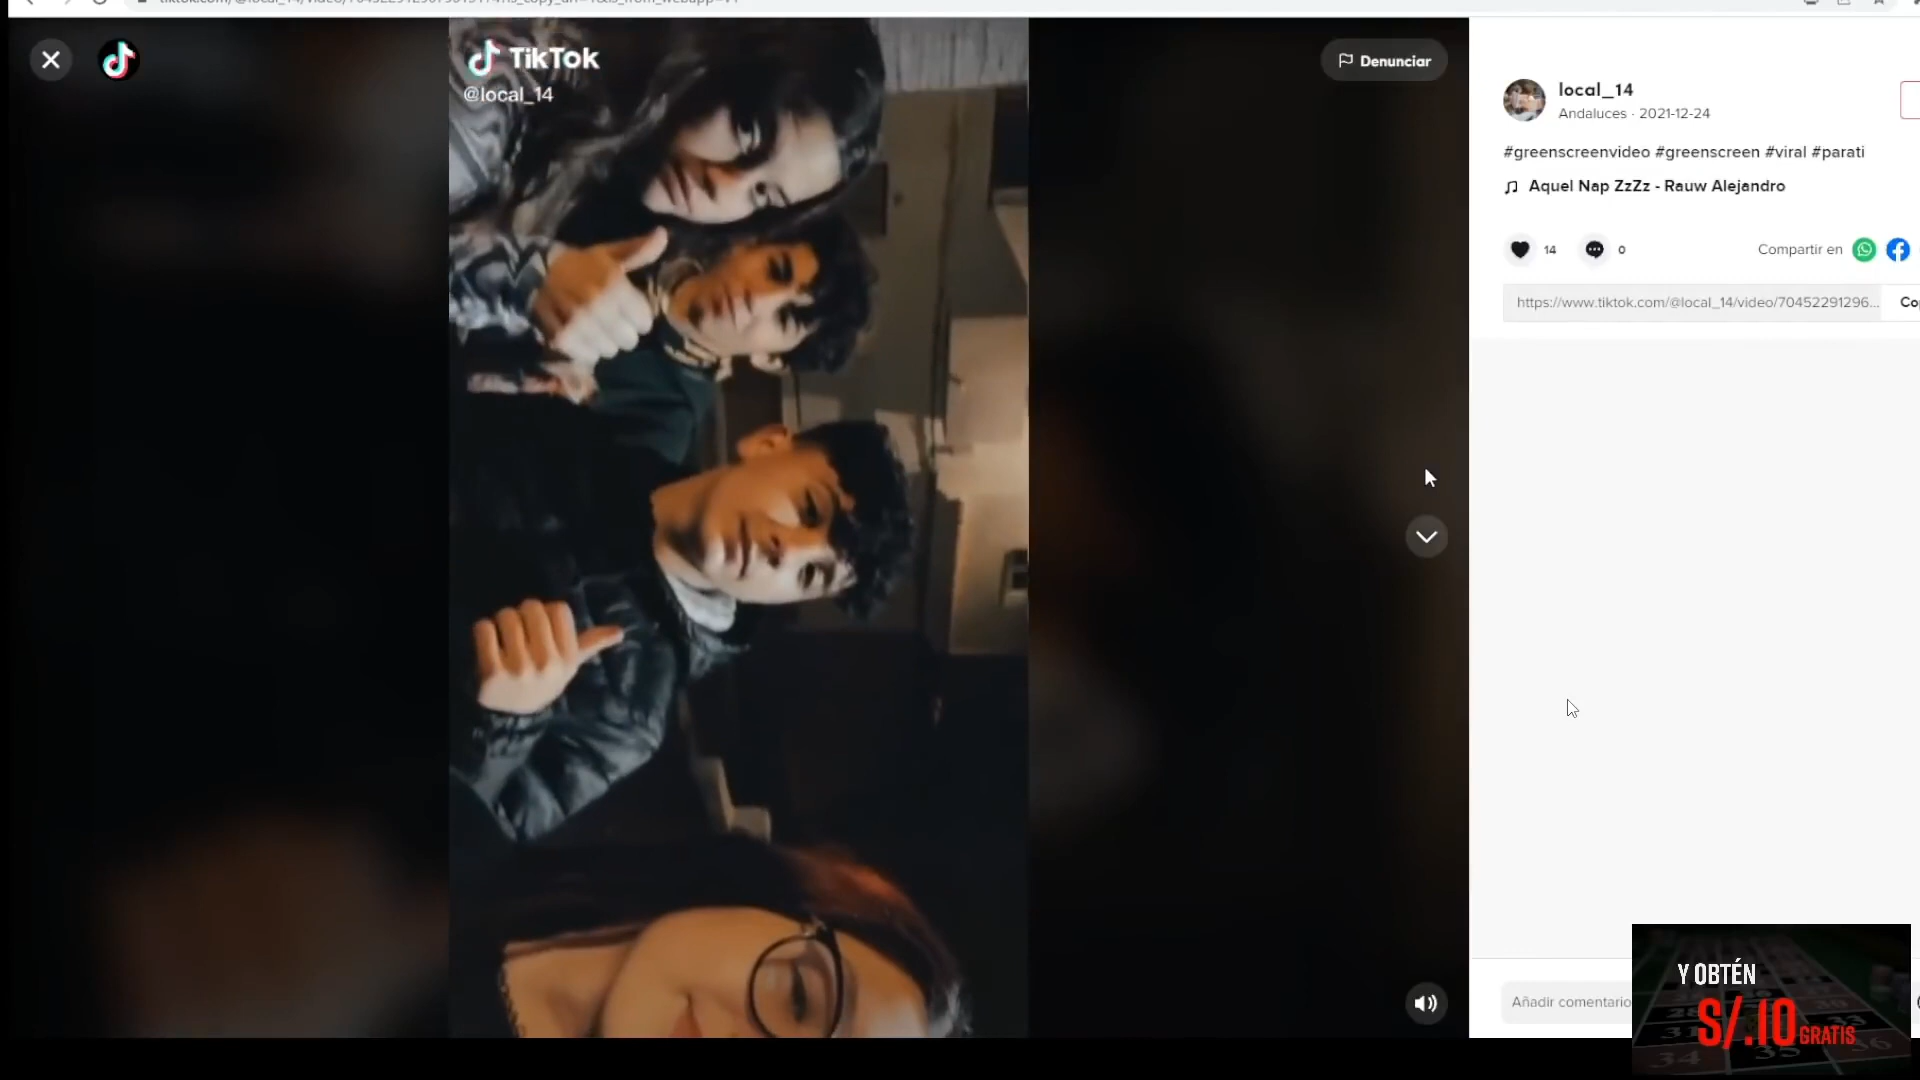 TikTok
@local_14
Denunciar
local_14
Andaluces · 2021-12-24
#greenscreenvideo #greenscreen #viral #parati
Aquel Nap ZzZz - Rauw Alejandro
14
0
Compartir en
https://www.tiktok.com/@local_14/video/70452291296...
Añadir comentario
Y OBTÉN
S/.10 GRATIS